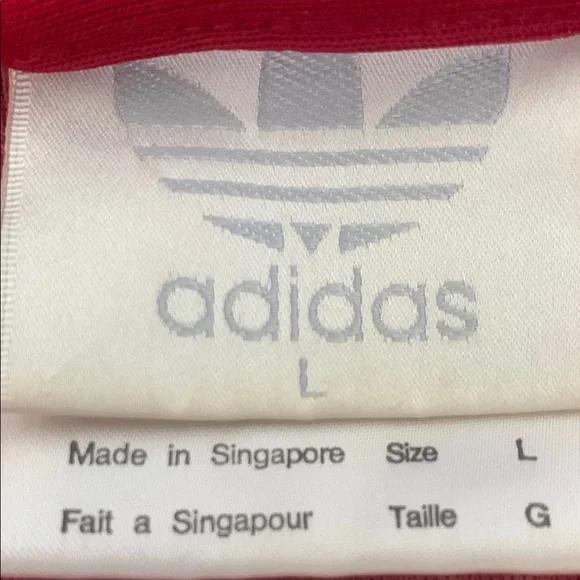 adidas
L
Made in Singapore Size L
Fait a Singapour Taille G